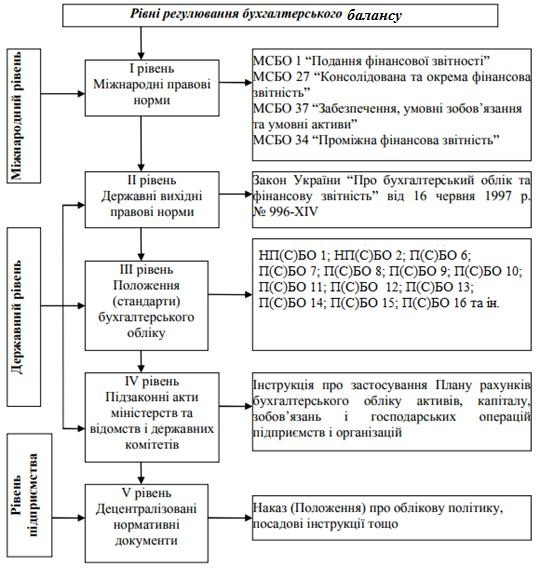 Рівні регулювання бухгалтерського балансу
Міжнародний рівень
І рівень
Міжнародні правові
норми
МСБО 1 “Подання фінансової звітності”
МСБО 27 “Консолідована та окрема фінансова
звітність”
МСБО 37 “Забезпечення, умовні зобов’язання
та умовні активи”
МСБО 34 “Проміжна фінансова звітність”
Державний рівень
ІІ рівень
Державні вихідні
правові норми
Закон України “Про бухгалтерський облік та
фінансову звітність” від 16 червня 1997 р.
№ 996-XIV
ІІІ рівень
Положення
(стандарти)
бухгалтерського
обліку
НП(С)БО 1; НП(С)БО 2; П(С)БО 6;
П(С)БО 7; П(С)БО 8; П(С)БО 9; П(С)БО 10;
П(С)БО 11; П(С)БО 12; П(С)БО 13;
П(С)БО 14; П(С)БО 15; П(С)БО 16 та ін.
IV рівень
Підзаконні акти
міністерств та
відомств і державних
комітетів
Інструкція про застосування Плану рахунків
бухгалтерського обліку активів, капіталу,
зобов’язань і господарських операцій
підприємств і організацій
Рівень
підприємства
V рівень
Децентралізовані
нормативні
документи
Наказ (Положення) про облікову політику,
посадові інструкції тощо